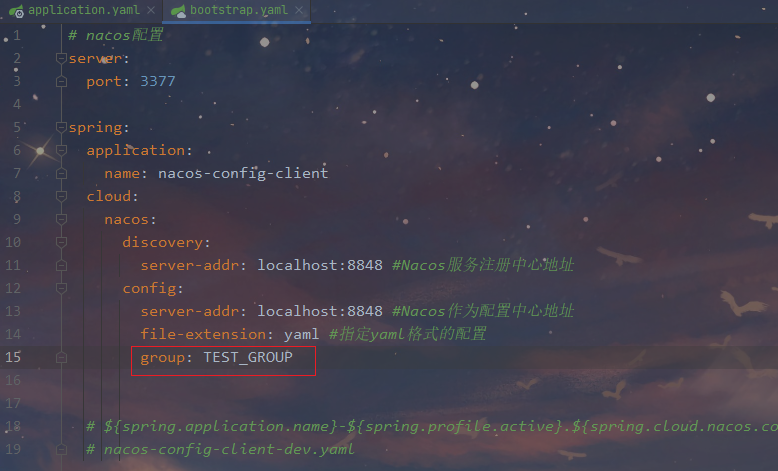 application.yaml bootstrap.yaml
1 # nacos配置
2 server:
3 port: 3377
4
5 spring:
6 application:
7 name: nacos-config-client
8 cloud:
9 nacos:
10 discovery:
11 server-addr: localhost:8848 #Nacos服务注册中心地址
12 config:
13 server-addr: localhost:8848 #Nacos作为配置中心地址
14 file-extension: yaml #指定yaml格式的配置
15 group: TEST_GROUP
16
17
18 # ${spring.application.name}-${spring.profile.active}.${spring.cloud.nacos.co
19 # nacos-config-client-dev.yaml